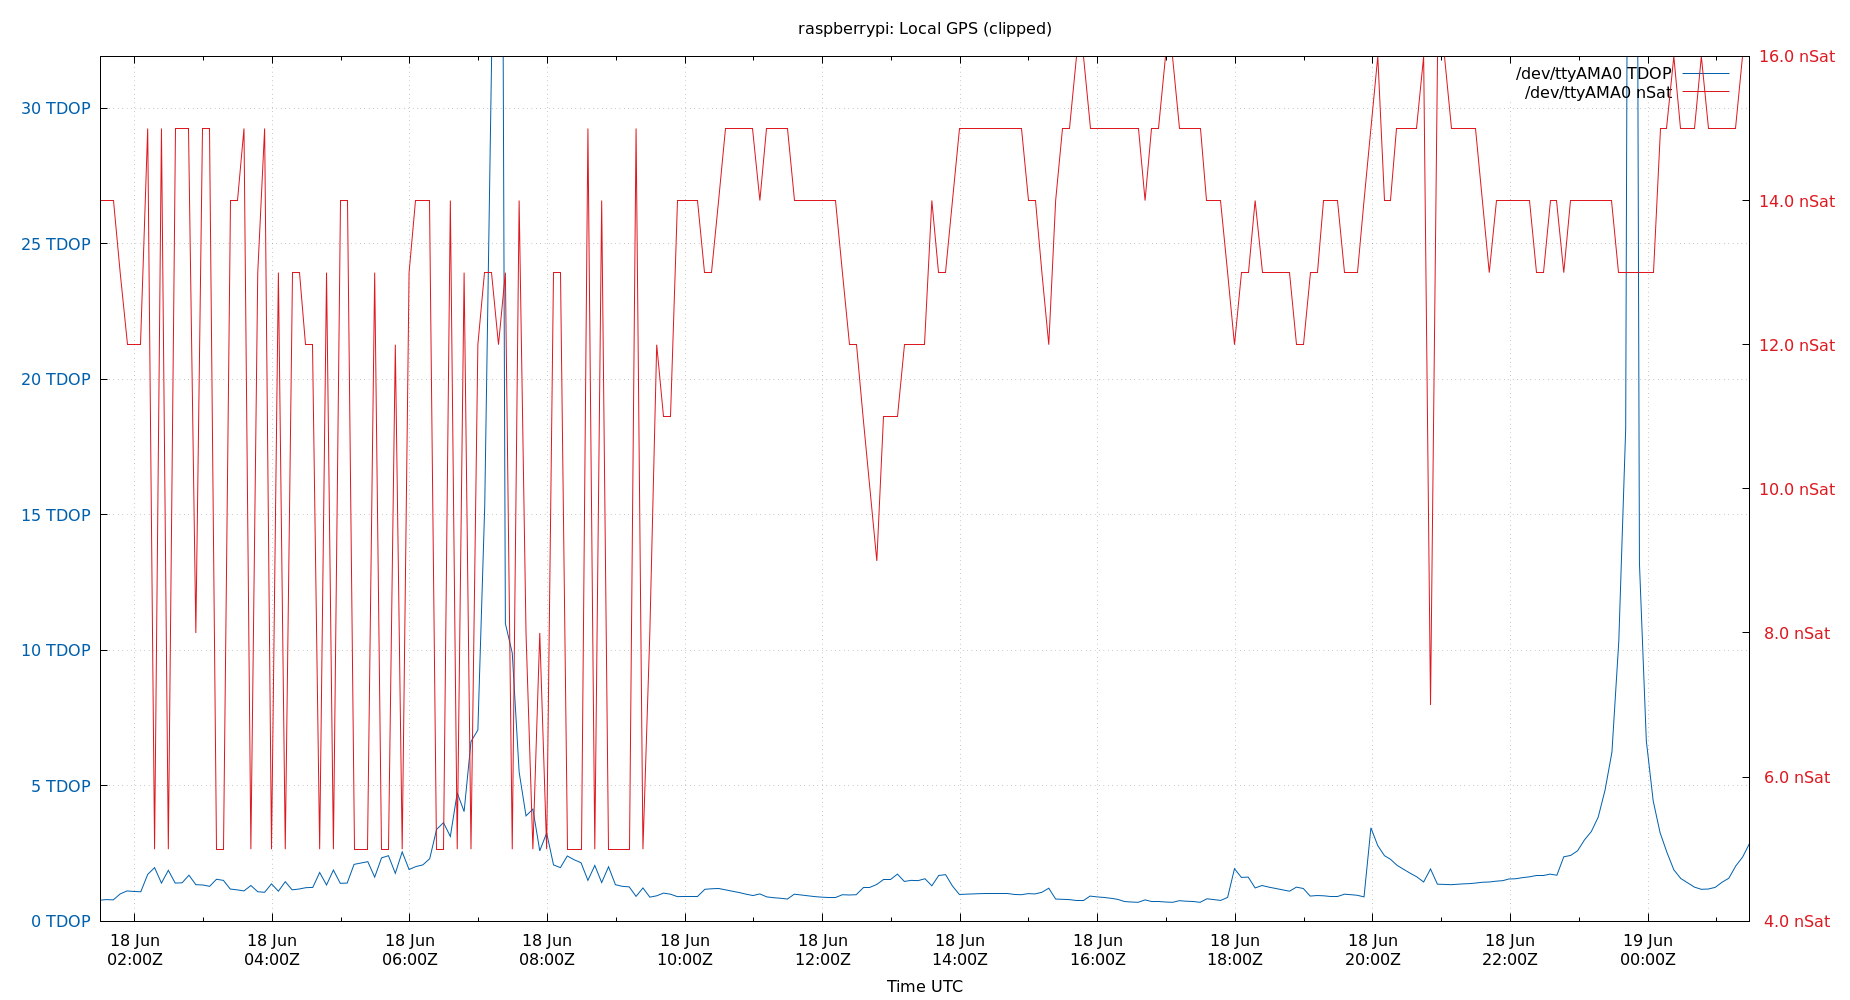 raspberrypi: Local GPS (clipped)
16.0 nSat
/dev/ttyAMA0 TDOP
/dev/ttyAMA0 nSat
30 TDOP
14.0 nSat
25 TDOP
12.0 nSat
20 TDOP
10.0 nSat
15 TDOP
8.0 nSat
10 TDOP
6.0 nSat
5 TDOP
0 TDOP
4.0 nSat
18 Jun
02:00Z
18 Jun
04:00Z
18 Jun
06:00Z
18 Jun
08:00Z
18 Jun
10:00Z
18 Jun
12:00Z
18 Jun
14:00Z
18 Jun
16:00Z
18 Jun
18:00Z
18 Jun
20:00Z
18 Jun
22:00Z
19 Jun
00:00Z
Time UTC